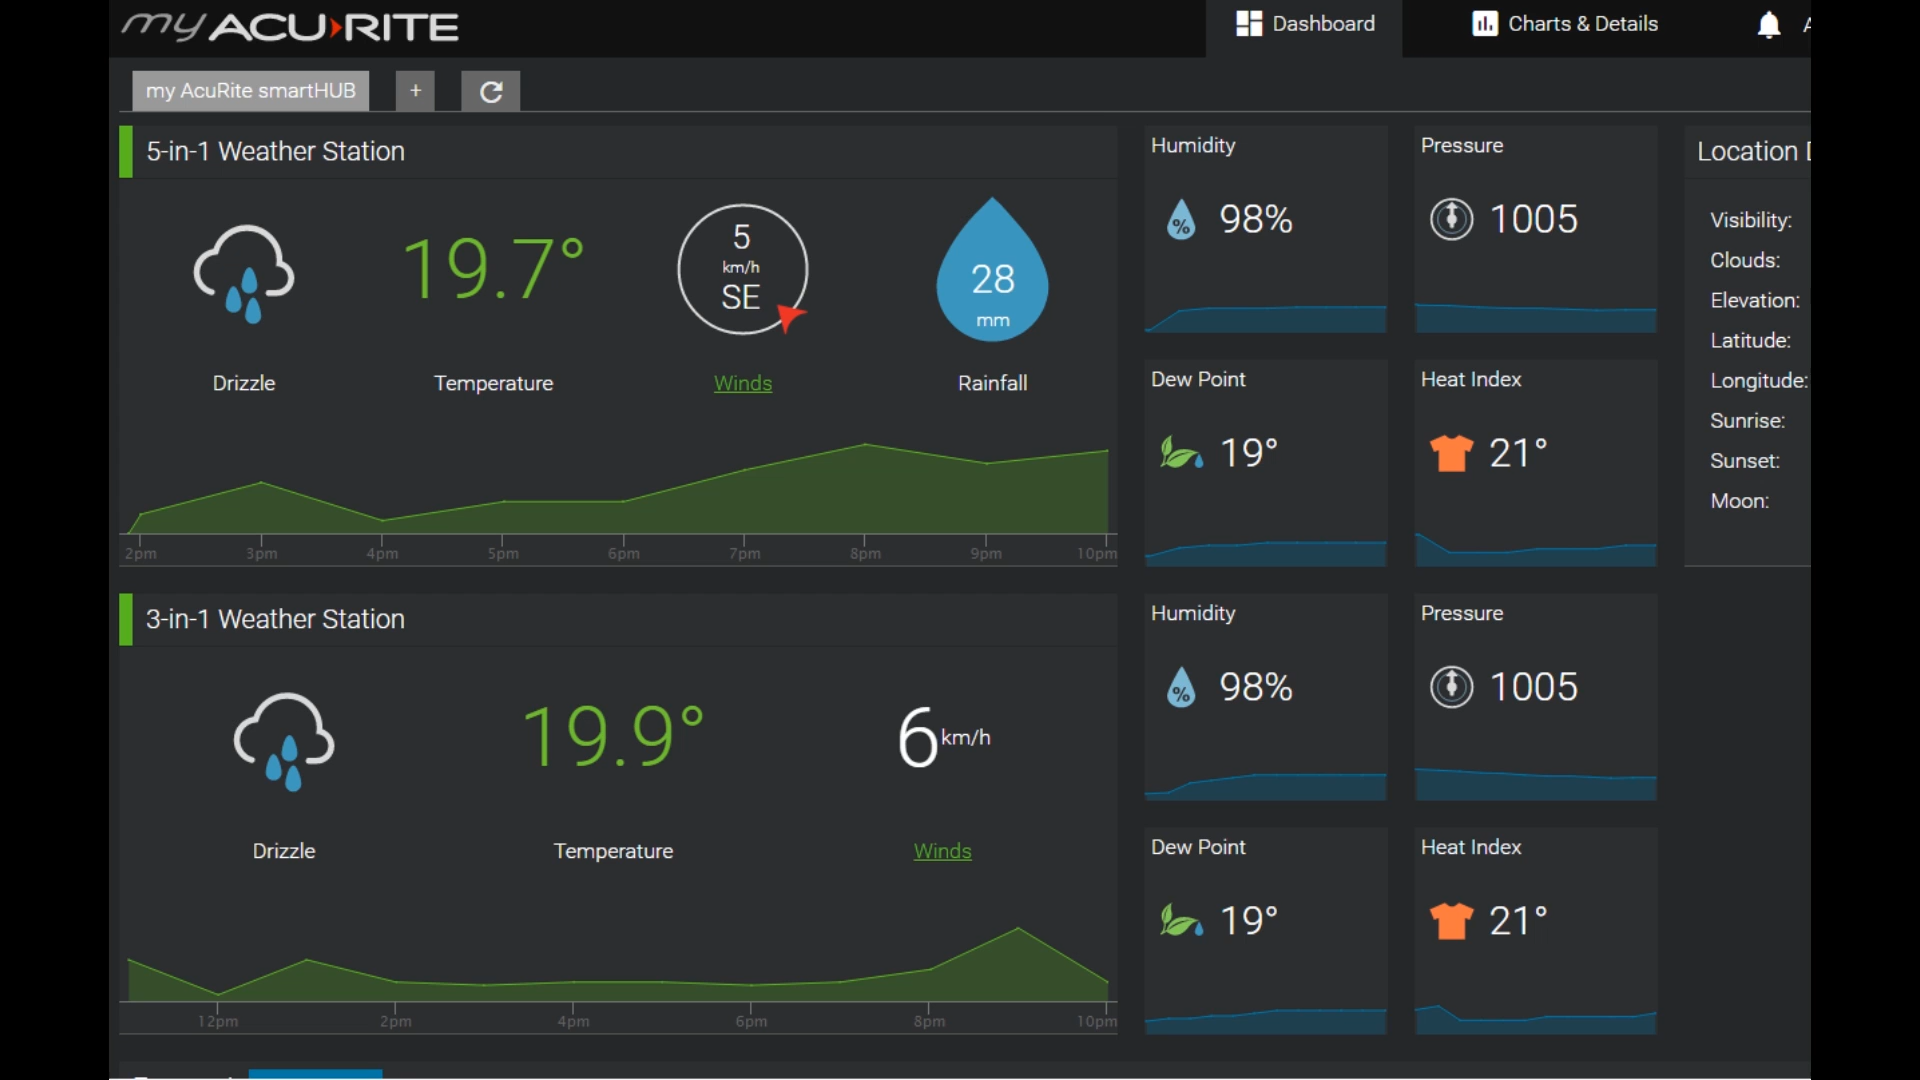 my ACU RITE
Dashboard
Charts & Details
my AcuRite smartHUB
+
5-in-1 Weather Station
Drizzle
19.7°
Temperature
5
km/h
SE
Winds
28
mm
Rainfall
2pm 3pm 4pm 5pm 6pm 7pm 8pm 9pm 10pm
Humidity
% 98%
Pressure
1005
Dew Point
19°
Heat Index
21°
Location
Visibility:
Clouds:
Elevation:
Latitude:
Longitude:
Sunrise:
Sunset:
Moon:
3-in-1 Weather Station
Drizzle
19.9°
Temperature
6 km/h
Winds
12pm 2pm 4pm 6pm 8pm 10pm
Humidity
% 98%
Pressure
1005
Dew Point
19°
Heat Index
21°